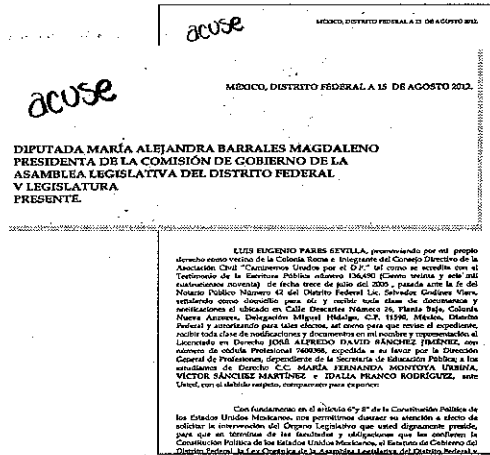 acuse
MÉXICO, DISTRITO FEDERAL A 15 DE AGOSTO 2012.
acuse
MÉXICO, DISTRITO FEDERAL A 15 DE AGOSTO 2012.
DIPUTADA MARÍA ALEJANDRA BARRALES MAGDALENO
PRESIDENTA DE LA COMISIÓN DE GOBIERNO DE LA
ASAMBLEA LEGISLATIVA DEL DISTRITO FEDERAL
V LEGISLATURA
PRESENTE.
LUIS EUGENIO PARES SEVILLA, promoviendo por mi propio
derecho como vecino de la Colonia Roma e Integrante del Consejo Directivo de la
Asociación Civil "Caminemos Unidos por el D.F." tal como se acredita con el
Testimonio de la Escritura Pública número 136,490 (Ciento treinta y seis mil
cuatrocientos noventa) de fecha trece de julio del 2005, pasada ante la fe del
Notario Público Número 42 del Distrito Federal Lic. Salvador Godínez Viera,
señalando como domicilio para oír y recibir toda clase de documentos y
notificaciones el ubicado en Calle Descartes Número 26, Planta Baja, Colonia
Nueva Anzures, Delegación Miguel Hidalgo, C.P. 11590, México, Distrito
Federal y autorizando para tales efectos, así como para que revise el expediente,
recibir toda clase de notificaciones y documentos en mi nombre y representación al
Licenciado en Derecho JOSÉ ALFREDO DAVID SÁNCHEZ JIMÉNEZ, con
número de cédula Profesional 7609388, expedida a su favor por la Dirección
General de Profesiones, dependiente de la Secretaría de Educación Pública; a los
estudiantes de Derecho C.C. MARÍA FERNANDA MONTOYA URBINA,
VÍCTOR SÁNCHEZ MARTÍNEZ e IDALIA FRANCO RODRÍGUEZ, ante
Usted, con el debido respeto, comparezco para exponer:
Con fundamento en el artículo 6° y 8° de la Constitución Política de
los Estados Unidos Mexicanos, nos permitimos distraer su atención a efecto de
solicitar la intervención del Órgano Legislativo que usted dignamente preside,
para que en términos de las facultades y obligaciones que les confieren la
Constitución Política de los Estados Unidos Mexicanos, el Estatuto de Gobierno del
Distrito Federal, la Ley Orgánica de la Asamblea Legislativa del Distrito Federal y